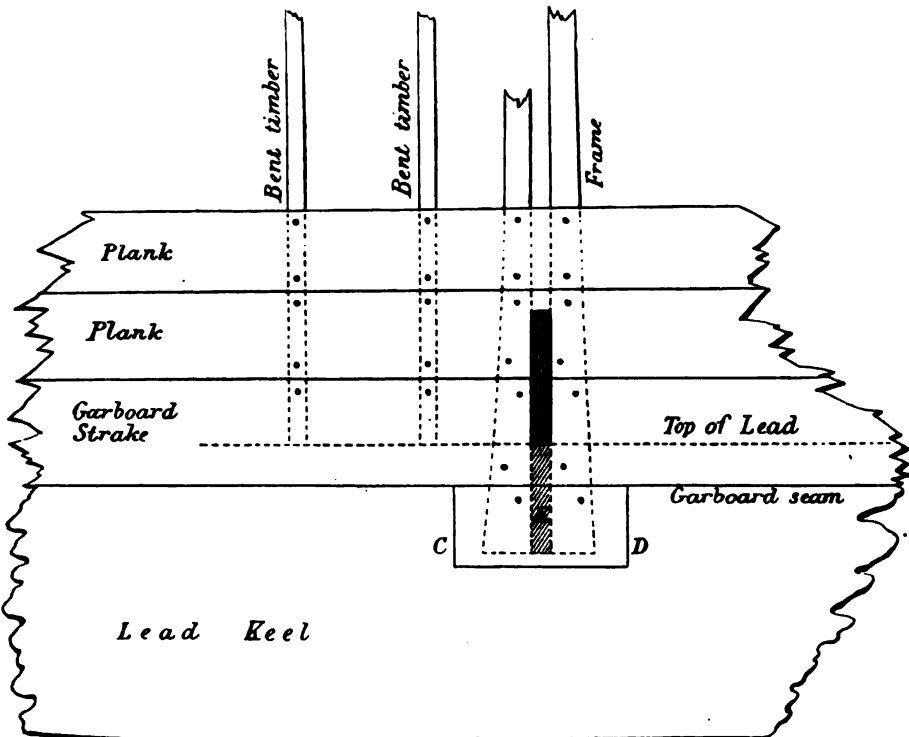 Bent timber
Bent timber
Frame
Plank
Plank
Garboard
Strake
Top of Lead
Garboard seam
C
D
Lead Keel